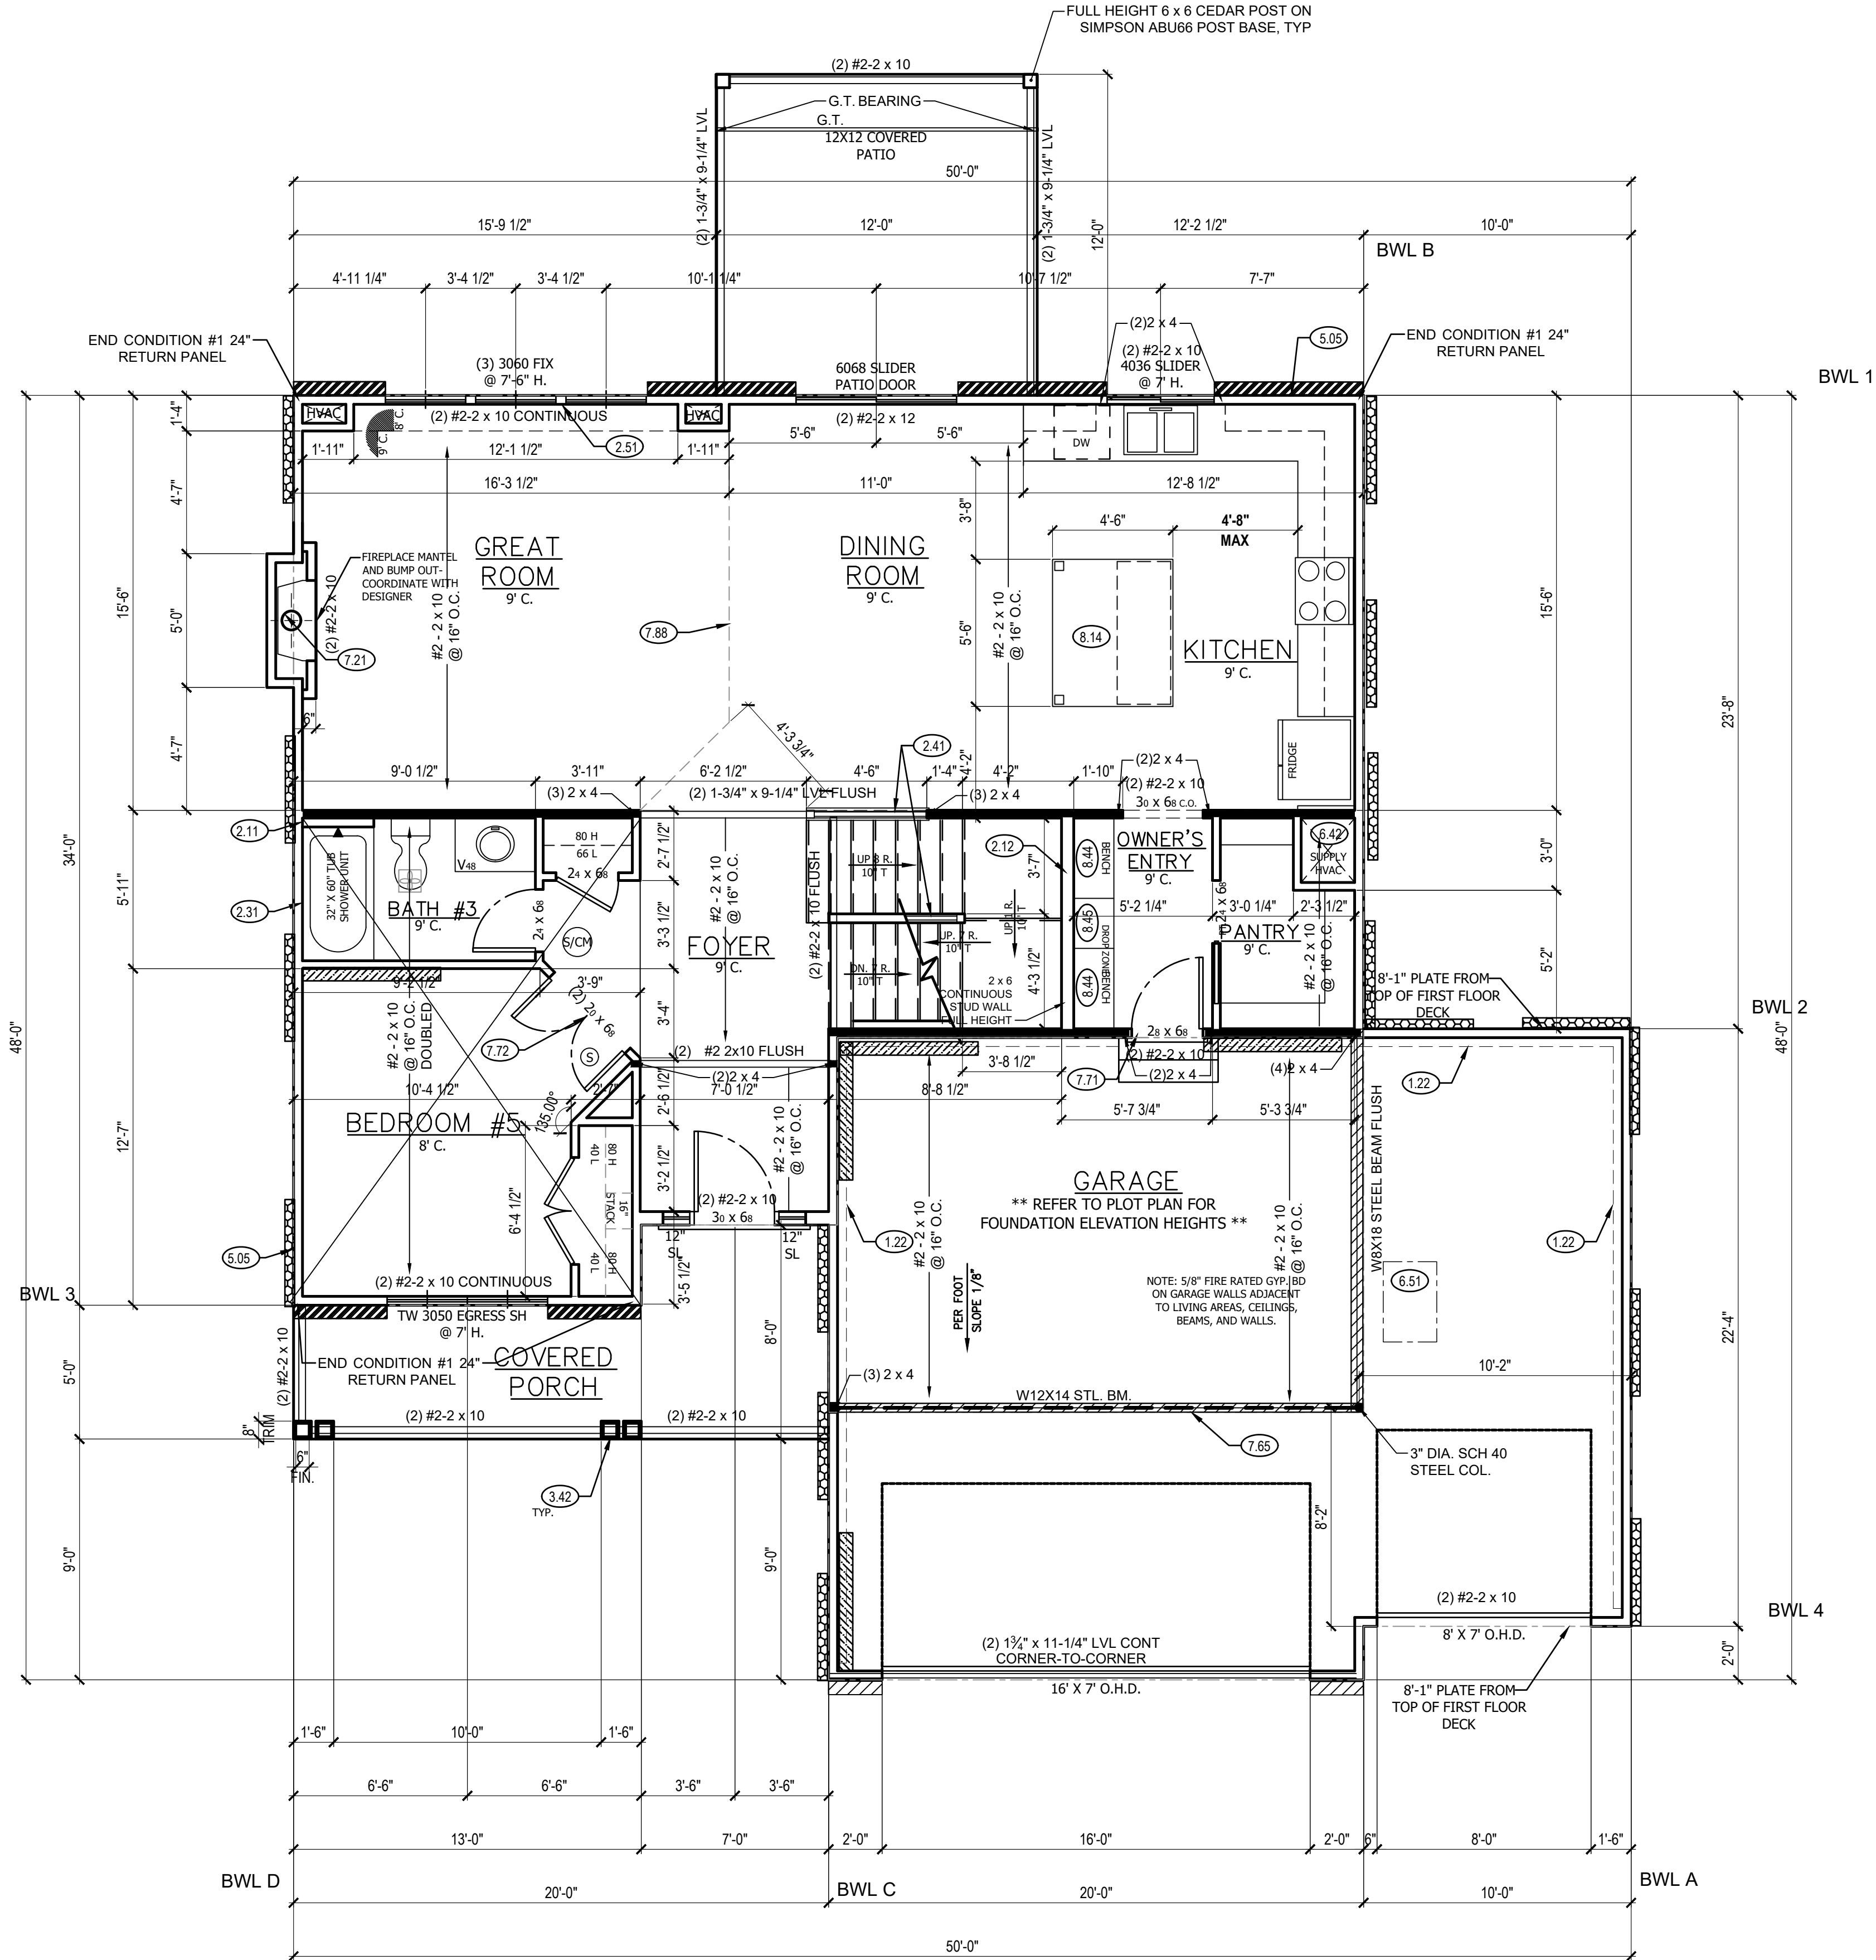 FULL HEIGHT 6 x 6 CEDAR POST ON
SIMPSON ABU66 POST BASE, TYP
(2) #2-2 x 10
G.T. BEARING
G.T.
12X12 COVERED
PATIO
(2) 1-3/4" x 9-1/4" LVL
(2) 1-3/4" x 9-1/4" LVL
12'-0"
50'-0"
15'-9 1/2"
12'-0"
12'-2 1/2"
10'-0"
BWL B
4'-11 1/4"
3'-4 1/2"
3'-4 1/2"
10'-1 1/4"
10'-7 1/2"
7'-7"
END CONDITION #1 24"
RETURN PANEL
(3) 3060 FIX
@ 7'-6" H.
6068 SLIDER
PATIO DOOR
(2)2 x 4
(2) #2-2 x 10
4036 SLIDER
@ 7' H.
5.05
END CONDITION #1 24"
RETURN PANEL
BWL 1
HVAC
9' C.
8' C.
(2) #2-2 x 10 CONTINUOUS
HVAC
2.51
(2) #2-2 x 12
5'-6"
5'-6"
DW
1'-4"
1'-11"
12'-1 1/2"
1'-11"
16'-3 1/2"
11'-0"
12'-8 1/2"
4'-7"
3'-8"
4'-6"
4'-8"
MAX
GREAT
ROOM
9' C.
DINING
ROOM
9' C.
FIREPLACE MANTEL
AND BUMP OUT-
COORDINATE WITH
DESIGNER
(2) #2-2 x 10
#2 - 2 x 10
@ 16" O.C.
#2 - 2 x 10
@ 16" O.C.
15'-6"
5'-0"
7.21
7.88
5'-6"
8.14
KITCHEN
9' C.
15'-6"
23'-8"
6"
4'-7"
4'-3 3/4"
2.41
4'-2"
FRIDGE
9'-0 1/2"
3'-11"
6'-2 1/2"
4'-6"
1'-4"
4'-2"
1'-10"
(2)2 x 4
(3) 2 x 4
(2) 1-3/4" x 9-1/4" LVL FLUSH
(3) 2 x 4
(2) #2-2 x 10
30 x 68 C.O.
34'-0"
48'-0"
2.11
2.31
5'-11"
32" X 60" TUB
SHOWER UNIT
V48
80 H
66 L
24 x 68
24 x 68
BATH #3
9' C.
S/CM
2'-7 1/2"
3'-3 1/2"
3'-4"
#2 - 2 x 10
@ 16" O.C.
FOYER
9' C.
(2) #2-2 x 10 FLUSH
UP 8 R.
10" T
UP. 7 R.
10" T
DN. 7 R.
10" T
UP 1 R.
10" T
2.12
3'-7"
4'-3 1/2"
2 x 6
CONTINUOUS
STUD WALL
FULL HEIGHT
8.44
BENCH
8.45
DROP ZONE
8.44
BENCH
OWNER'S
ENTRY
9' C.
5'-2 1/4"
3'-0 1/4"
2'-3 1/2"
24 x 68
PANTRY
9' C.
#2 - 2 x 10
@ 16" O.C.
6.42
SUPPLY
HVAC
3'-0"
5'-2"
8'-1" PLATE FROM
TOP OF FIRST FLOOR
DECK
BWL 2
48'-0"
9'-2 1/2"
3'-9"
#2 - 2 x 10
@ 16" O.C.
DOUBLED
(2) 20 x 68
7.72
S
(2) #2 2x10 FLUSH
(2)2 x 4
28 x 68
(2) #2-2 x 10
(2)2 x 4
7.71
(4)2 x 4
3'-8 1/2"
1.22
10'-4 1/2"
2'-7"
7'-0 1/2"
8'-8 1/2"
5'-7 3/4"
5'-3 3/4"
BEDROOM #5
8' C.
135.00°
2'-6 1/2"
3'-2 1/2"
12'-7"
6'-4 1/2"
80 H
40 L
16"
STACK
80 H
40 L
#2 - 2 x 10
@ 16" O.C.
(2) #2-2 x 10
30 x 68
12"
SL
12"
SL
3'-5 1/2"
GARAGE
** REFER TO PLOT PLAN FOR
FOUNDATION ELEVATION HEIGHTS **
1.22
#2 - 2 x 10
@ 16" O.C.
#2 - 2 x 10
@ 16" O.C.
PER FOOT
SLOPE 1/8"
NOTE: 5/8" FIRE RATED GYP. BD
ON GARAGE WALLS ADJACENT
TO LIVING AREAS, CEILINGS,
BEAMS, AND WALLS.
W8X18 STEEL BEAM FLUSH
1.22
6.51
22'-4"
5.05
BWL 3
(2) #2-2 x 10 CONTINUOUS
TW 3050 EGRESS SH
@ 7' H.
END CONDITION #1 24"
RETURN PANEL
COVERED
PORCH
8'-0"
5'-0"
(2) #2-2 x 10
(2) #2-2 x 10
(2) #2-2 x 10
8"
TRIM
6"
FIN.
3.42
TYP.
(3) 2 x 4
W12X14 STL. BM.
7.65
10'-2"
3" DIA. SCH 40
STEEL COL.
8'-2"
9'-0"
9'-0"
(2) 1¾" x 11-1/4" LVL CONT
CORNER-TO-CORNER
16' X 7' O.H.D.
(2) #2-2 x 10
8' X 7' O.H.D.
BWL 4
2'-0"
8'-1" PLATE FROM
TOP OF FIRST FLOOR
DECK
1'-6"
10'-0"
1'-6"
6'-6"
6'-6"
3'-6"
3'-6"
13'-0"
7'-0"
2'-0"
16'-0"
2'-0"
6"
8'-0"
1'-6"
BWL D
20'-0"
BWL C
20'-0"
10'-0"
BWL A
50'-0"